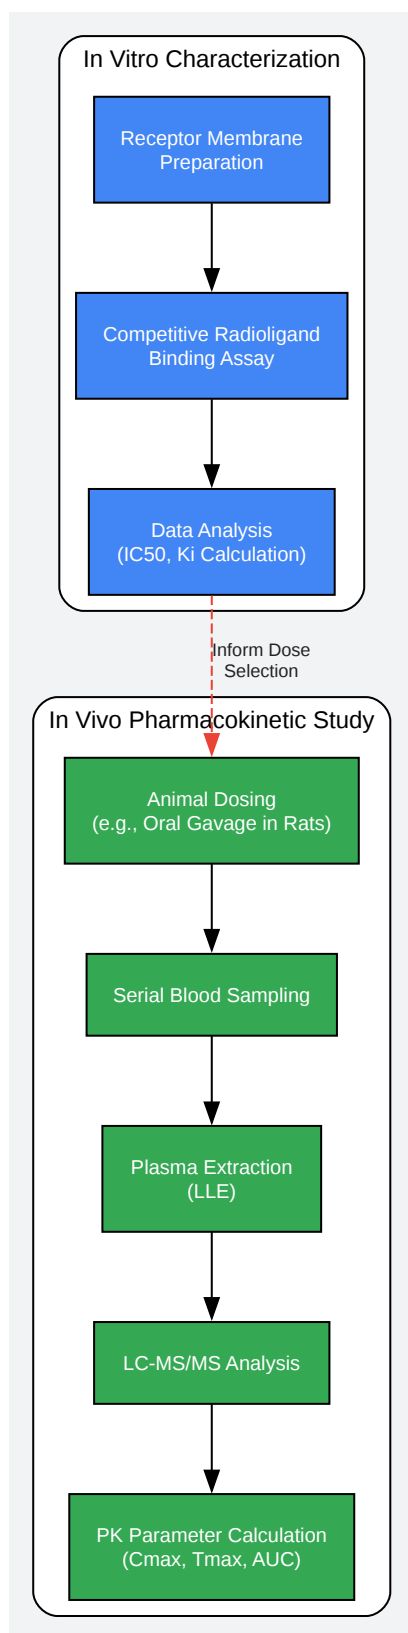 In Vitro Characterization
Receptor Membrane
Preparation
Competitive Radioligand
Binding Assay
Data Analysis
(IC50, Ki Calculation)
Inform Dose
Selection
In Vivo Pharmacokinetic Study
Animal Dosing
(e.g., Oral Gavage in Rats)
Serial Blood Sampling
Plasma Extraction
(LLE)
LC-MS/MS Analysis
PK Parameter Calculation
(Cmax, Tmax, AUC)